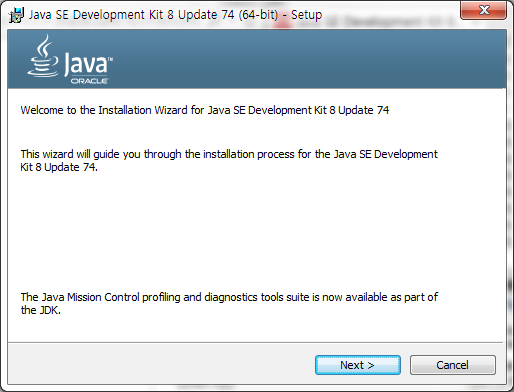 Java SE Development Kit 8 Update 74 (64-bit) - Setup
Java™
ORACLE
Welcome to the Installation Wizard for Java SE Development Kit 8 Update 74
This wizard will guide you through the installation process for the Java SE Development
Kit 8 Update 74.
The Java Mission Control profiling and diagnostics tools suite is now available as part of
the JDK.
Next >
Cancel